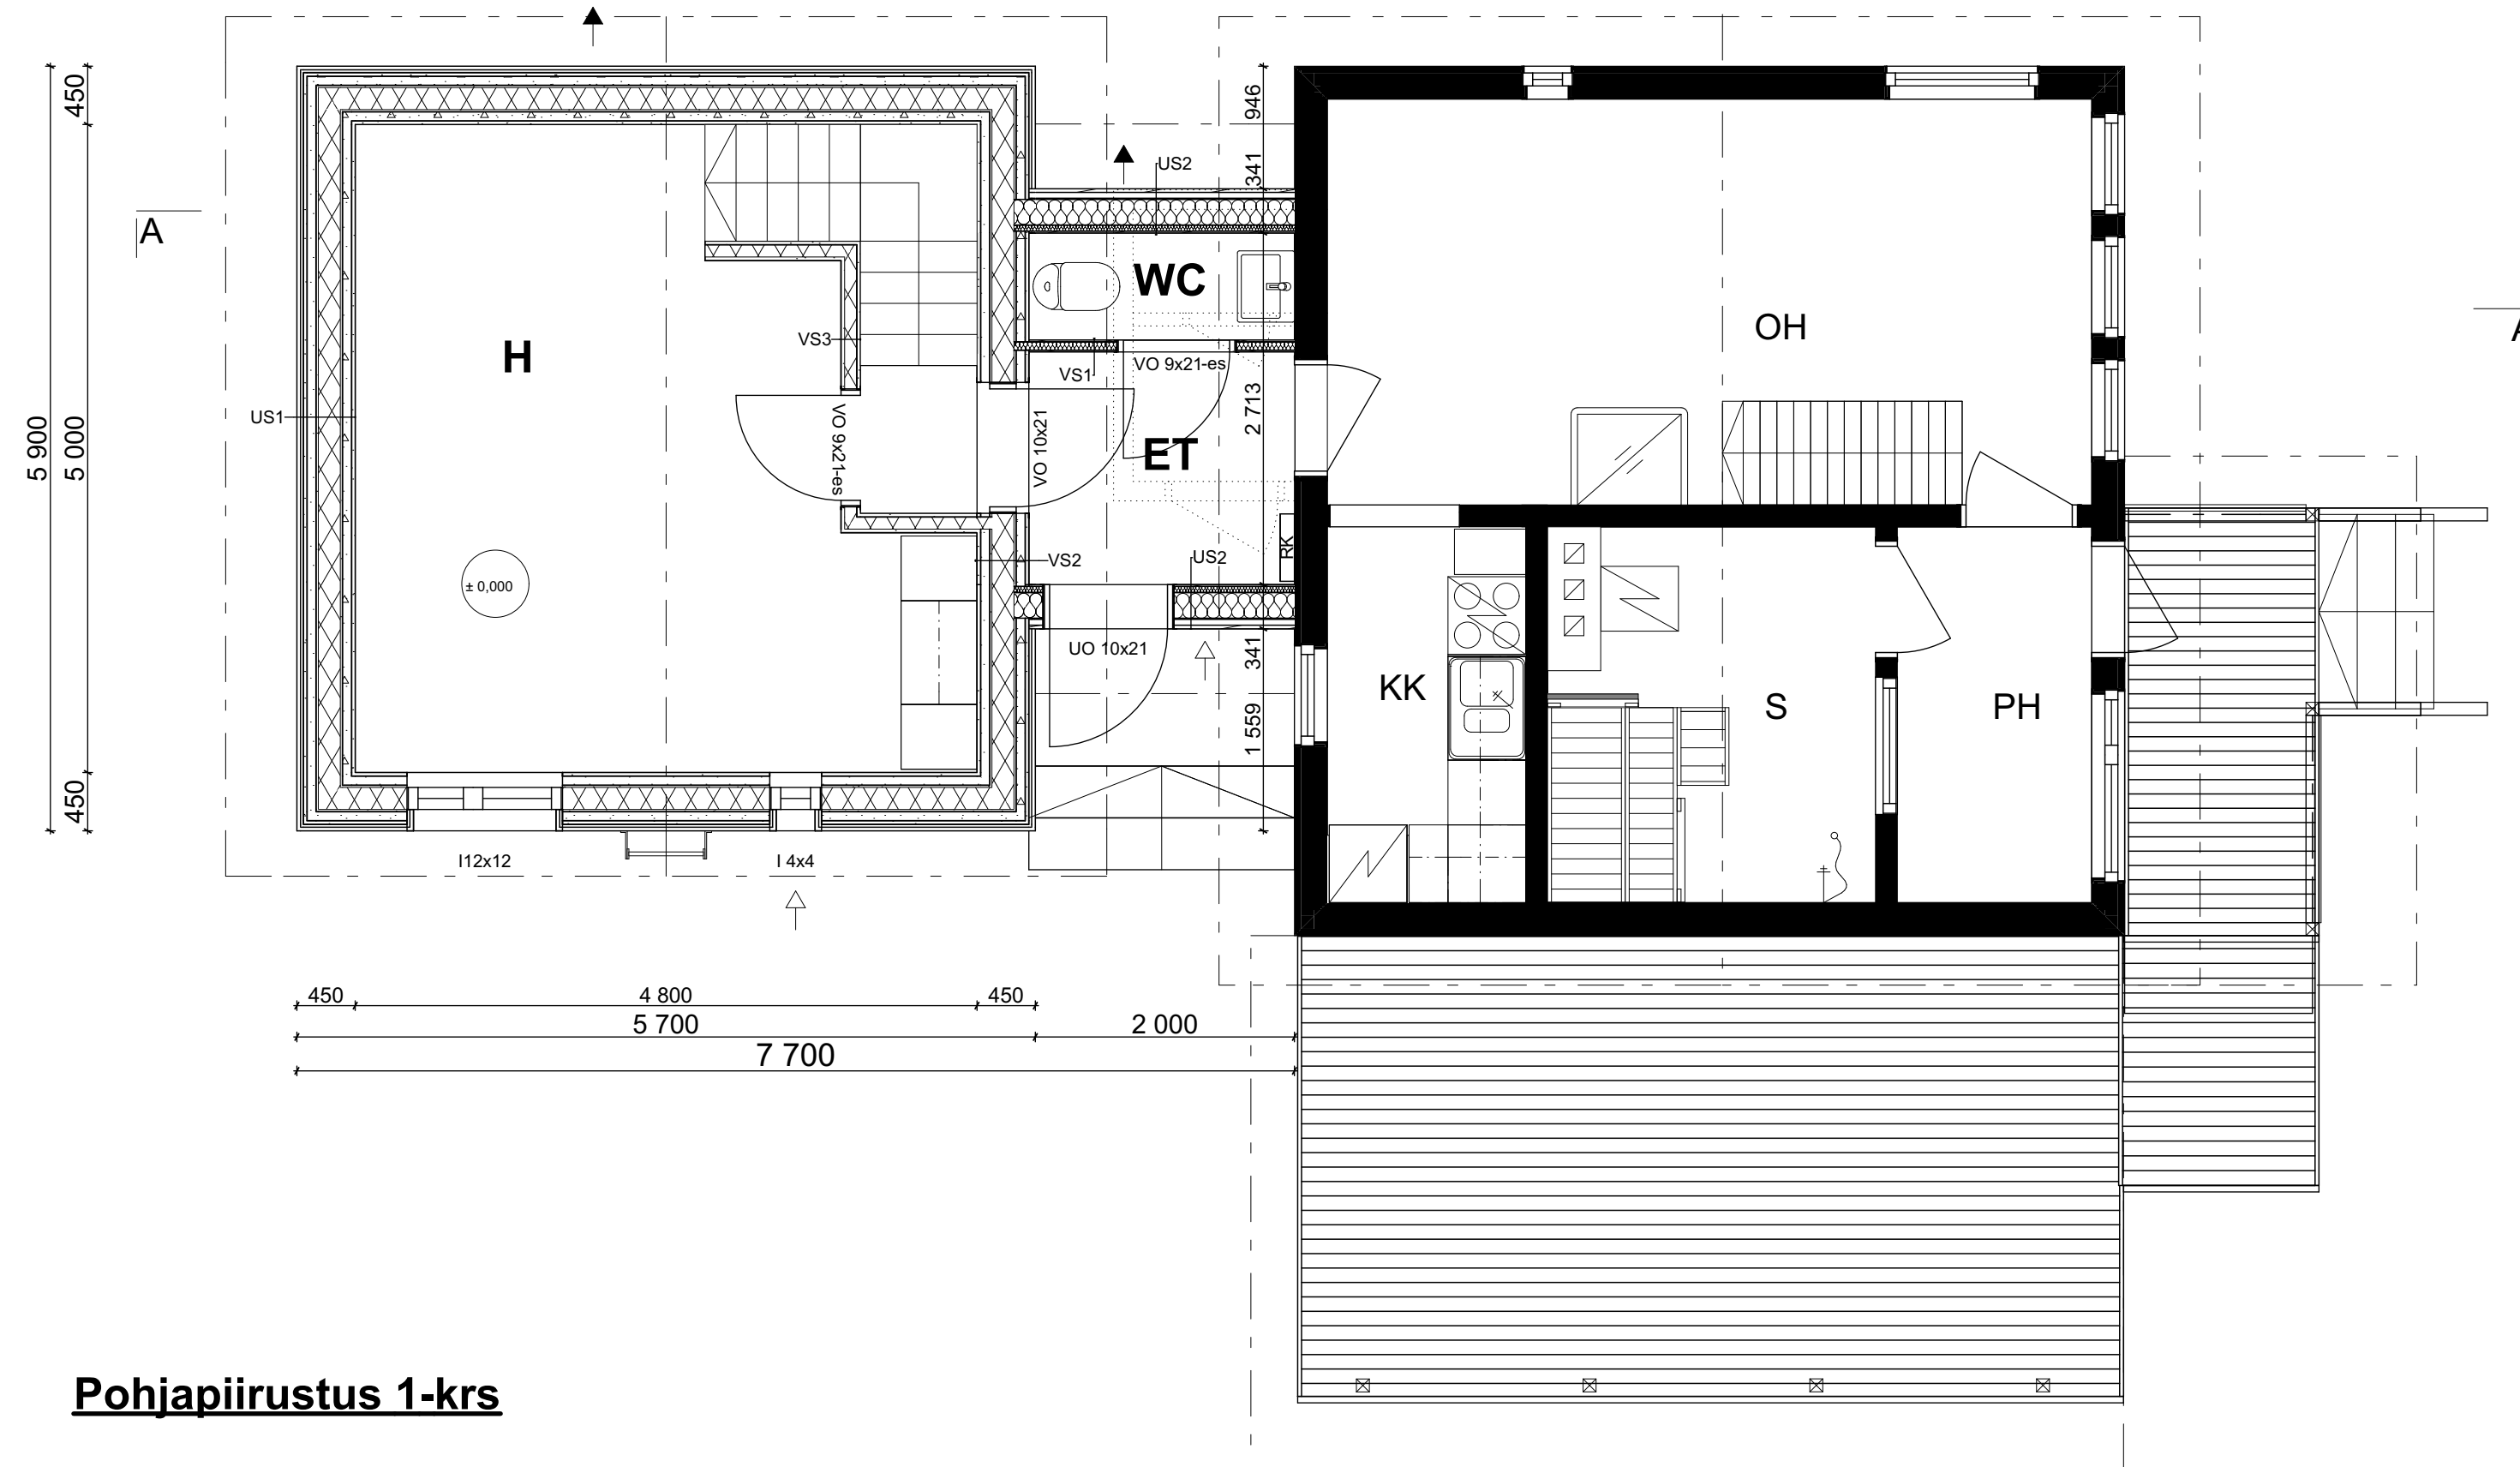 450
946
341
US2
A
WC
OH
A
VS3
H
VO 9x21-es
VS1
2 713
US1
5 900
5 000
VO 9x21-es
VO 10x21
ET
RK
VS2
US2
± 0,000
UO 10x21
341
KK
S
PH
1 559
450
I12x12
I 4x4
450
4 800
450
5 700
2 000
7 700
Pohjapiirustus 1-krs